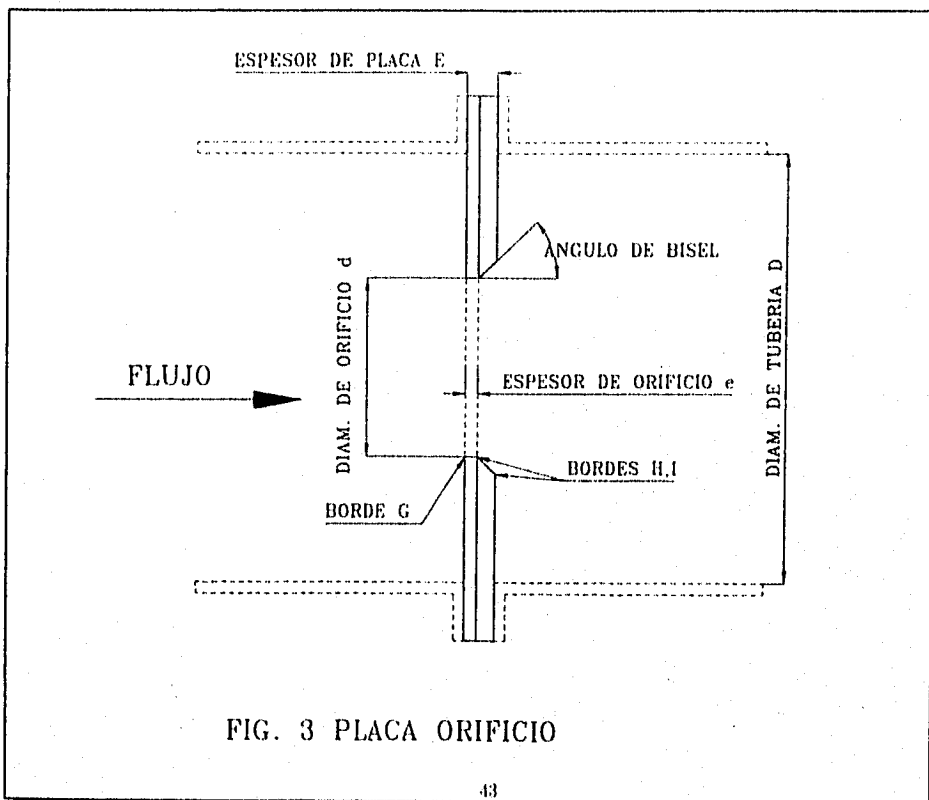 ESPESOR DE PLACA E
ANGULO DE BISEL
DIAM. DE ORIFICIO d
DIAM. DE TUBERIA D
FLUJO
ESPESOR DE ORIFICIO e
BORDES H,I
BORDE G
FIG. 3 PLACA ORIFICIO
43